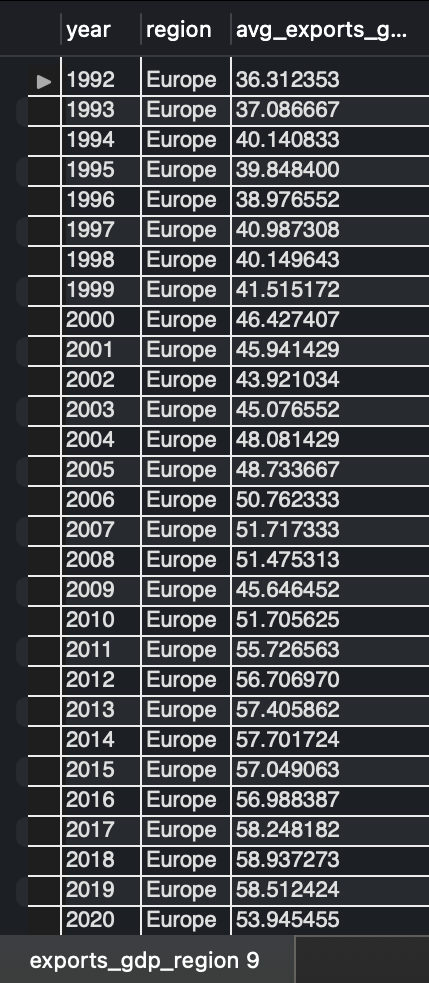 year region avg_exports_g...
1992 Europe 36.312353
1993 Europe 37.086667
1994 Europe 40.140833
1995 Europe 39.848400
1996 Europe 38.976552
1997 Europe 40.987308
1998 Europe 40.149643
1999 Europe 41.515172
2000 Europe 46.427407
2001 Europe 45.941429
2002 Europe 43.921034
2003 Europe 45.076552
2004 Europe 48.081429
2005 Europe 48.733667
2006 Europe 50.762333
2007 Europe 51.717333
2008 Europe 51.475313
2009 Europe 45.646452
2010 Europe 51.705625
2011 Europe 55.726563
2012 Europe 56.706970
2013 Europe 57.405862
2014 Europe 57.701724
2015 Europe 57.049063
2016 Europe 56.988387
2017 Europe 58.248182
2018 Europe 58.937273
2019 Europe 58.512424
2020 Europe 53.945455
exports_gdp_region 9